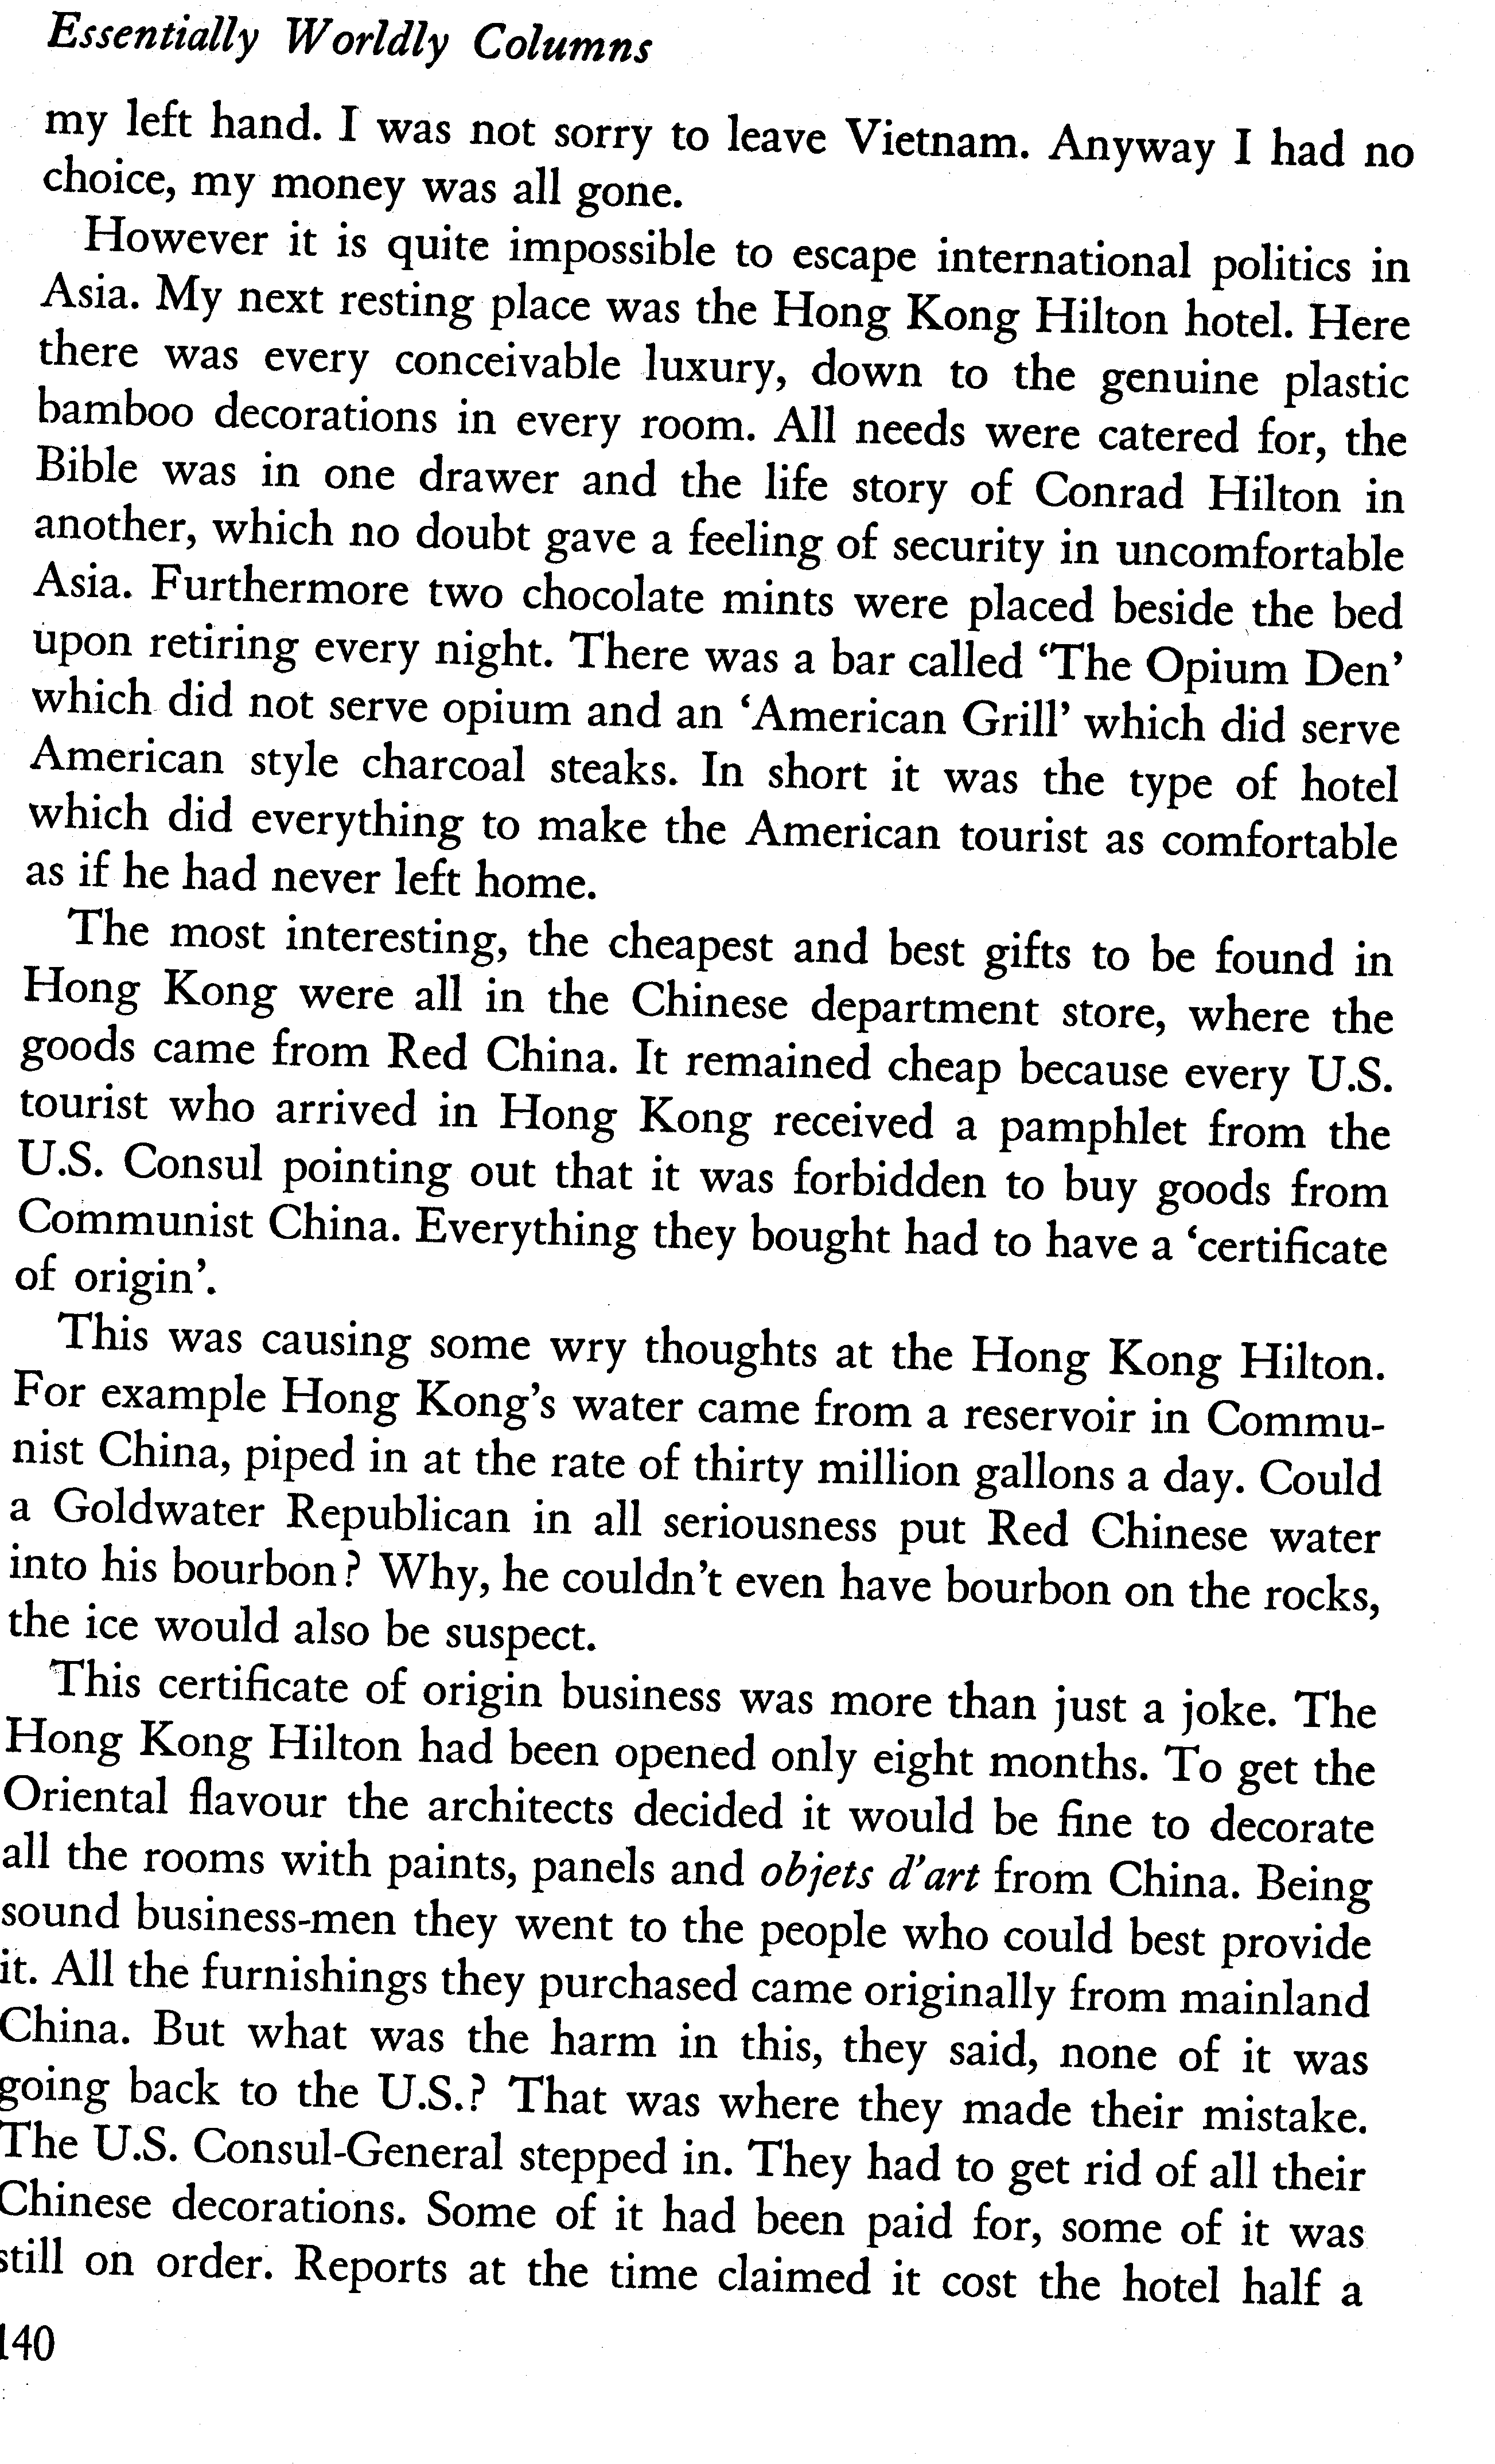 Essentially Worldly Columns
my left hand. I was not sorry to leave Vietnam. Anyway I had no
choice, my money was all gone.
However it is quite impossible to escape international politics in
Asia. My next resting place was the Hong Kong Hilton hotel. Here
there was every conceivable luxury, down to the genuine plastic
bamboo decorations in every room. All needs were catered for, the
Bible was in one drawer and the life story of Conrad Hilton in
another, which no doubt gave a feeling of security in uncomfortable
Asia. Furthermore two chocolate mints were placed beside the bed
upon retiring every night. There was a bar called ‘The Opium Den’
which did not serve opium and an ‘American Grill’ which did serve
American style charcoal steaks. In short it was the type of hotel
which did everything to make the American tourist as comfortable
as if he had never left home.
The most interesting, the cheapest and best gifts to be found in
Hong Kong were all in the Chinese department store, where the
goods came from Red China. It remained cheap because every U.S.
tourist who arrived in Hong Kong received a pamphlet from the
U.S. Consul pointing out that it was forbidden to buy goods from
Communist China. Everything they bought had to have a ‘certificate
of origin’.
This was causing some wry thoughts at the Hong Kong Hilton.
For example Hong Kong’s water came from a reservoir in Commu-
nist China, piped in at the rate of thirty million gallons a day. Could
a Goldwater Republican in all seriousness put Red Chinese water
into his bourbon? Why, he couldn’t even have bourbon on the rocks,
the ice would also be suspect.
This certificate of origin business was more than just a joke. The
Hong Kong Hilton had been opened only eight months. To get the
Oriental flavour the architects decided it would be fine to decorate
all the rooms with paints, panels and objets d’art from China. Being
sound business-men they went to the people who could best provide
it. All the furnishings they purchased came originally from mainland
China. But what was the harm in this, they said, none of it was
going back to the U.S.? That was where they made their mistake.
The U.S. Consul-General stepped in. They had to get rid of all their
Chinese decorations. Some of it had been paid for, some of it was
still on order. Reports at the time claimed it cost the hotel half a
140